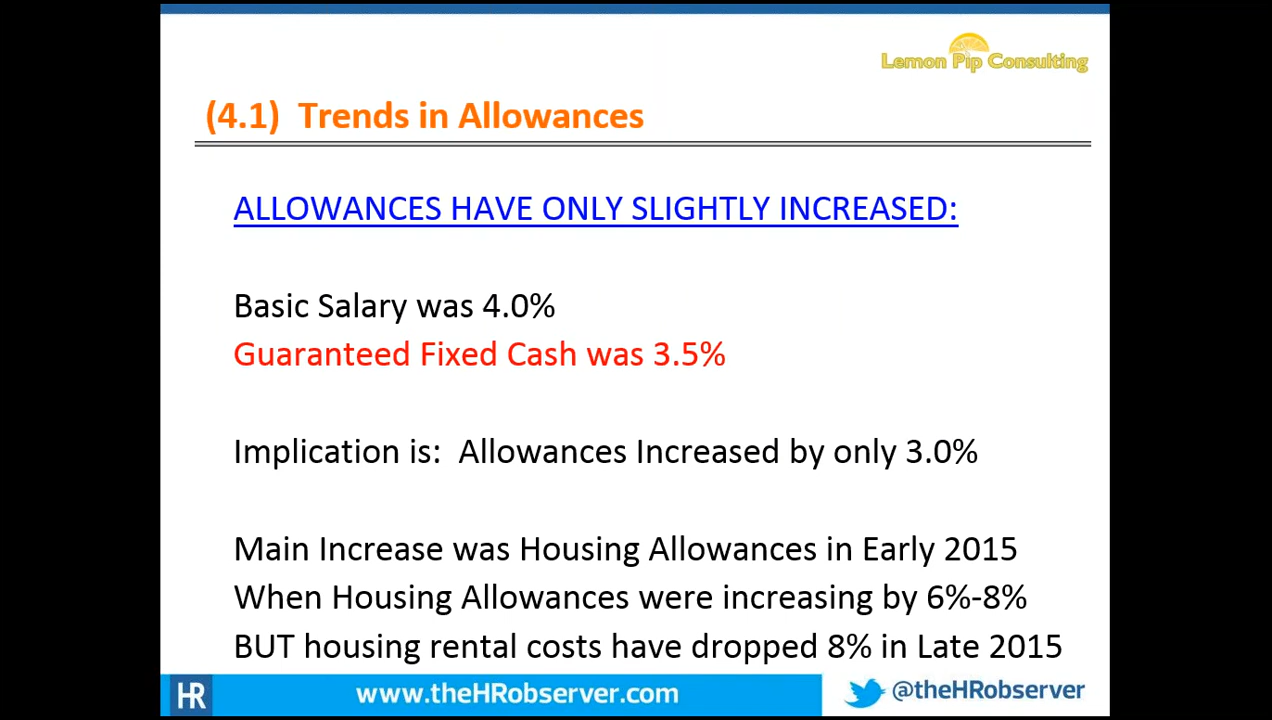 Lemon Pip Consulting
(4.1) Trends in Allowances
ALLOWANCES HAVE ONLY SLIGHTLY INCREASED:
Basic Salary was 4.0%
Guaranteed Fixed Cash was 3.5%
Implication is: Allowances Increased by only 3.0%
Main Increase was Housing Allowances in Early 2015
When Housing Allowances were increasing by 6%-8%
BUT housing rental costs have dropped 8% in Late 2015
HR www.theHRobserver.com @theHRobserver